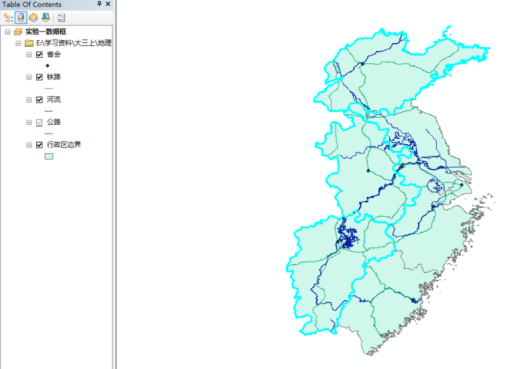 Table Of Contents
实验一数据框
E:\学习资料\大三上\地理
省会
铁路
河流
公路
行政区边界